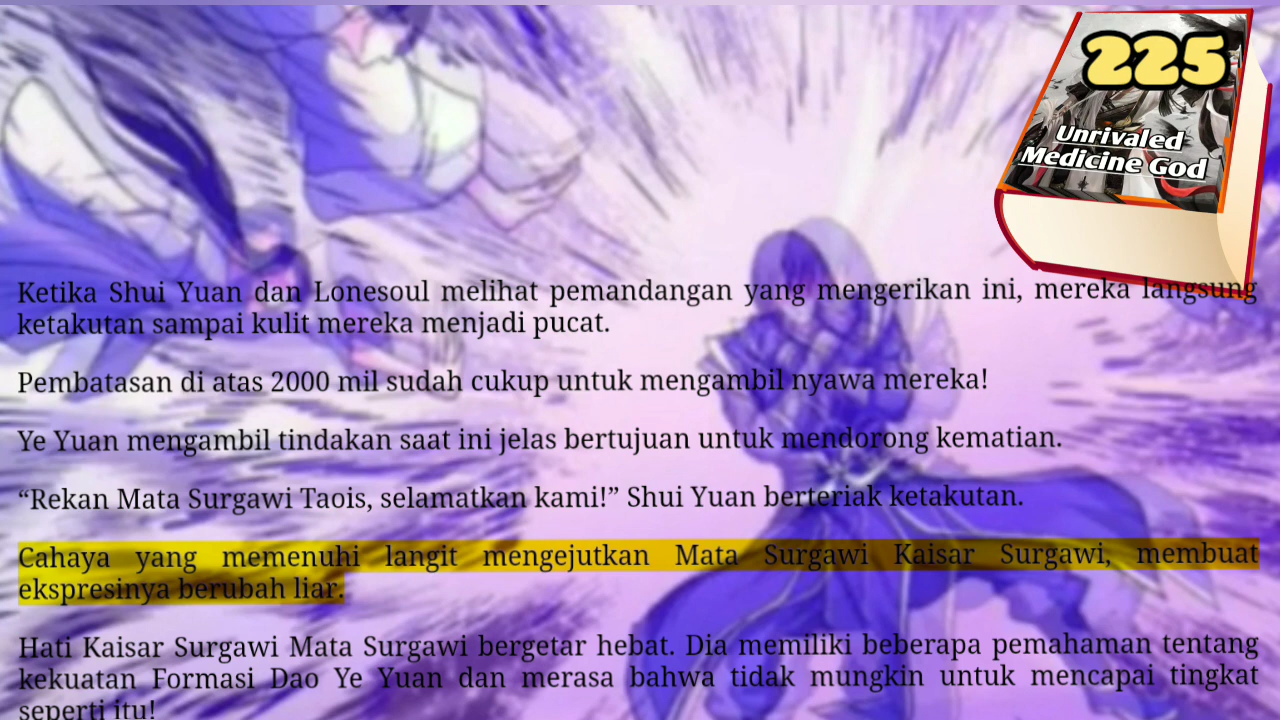 225
Unrivaled
Medicine God
Ketika Shui Yuan dan Lonesoul melihat pemandangan yang mengerikan ini, mereka langsung
ketakutan sampai kulit mereka menjadi pucat.
Pembatasan di atas 2000 mil sudah cukup untuk mengambil nyawa mereka!
Ye Yuan mengambil tindakan saat ini jelas bertujuan untuk mendorong kematian.
“Rekan Mata Surgawi Taois, selamatkan kami!” Shui Yuan berteriak ketakutan.
Cahaya yang memenuhi langit mengejutkan Mata Surgawi Kaisar Surgawi, membuat
ekspresinya berubah liar.
Hati Kaisar Surgawi Mata Surgawi bergetar hebat. Dia memiliki beberapa pemahaman tentang
kekuatan Formasi Dao Ye Yuan dan merasa bahwa tidak mungkin untuk mencapai tingkat
seperti itu!